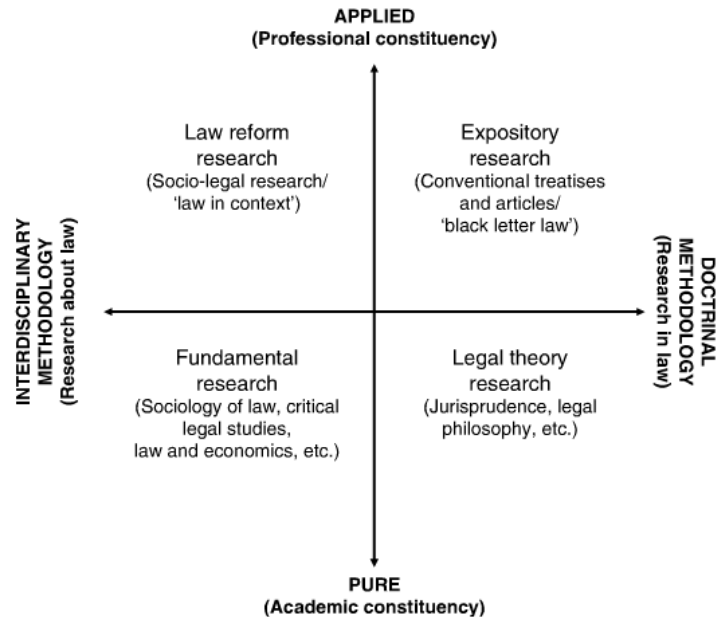 APPLIED
(Professional constituency)
Law reform
research
(Socio-legal research/
‘law in context’)
Expository
research
(Conventional treatises
and articles/
‘black letter law’)
INTERDISCIPLINARY
METHODOLOGY
(Research about law)
DOCTRINAL
METHODOLOGY
(Research in law)
Fundamental
research
(Sociology of law, critical
legal studies,
law and economics, etc.)
Legal theory
research
(Jurisprudence, legal
philosophy, etc.)
PURE
(Academic constituency)